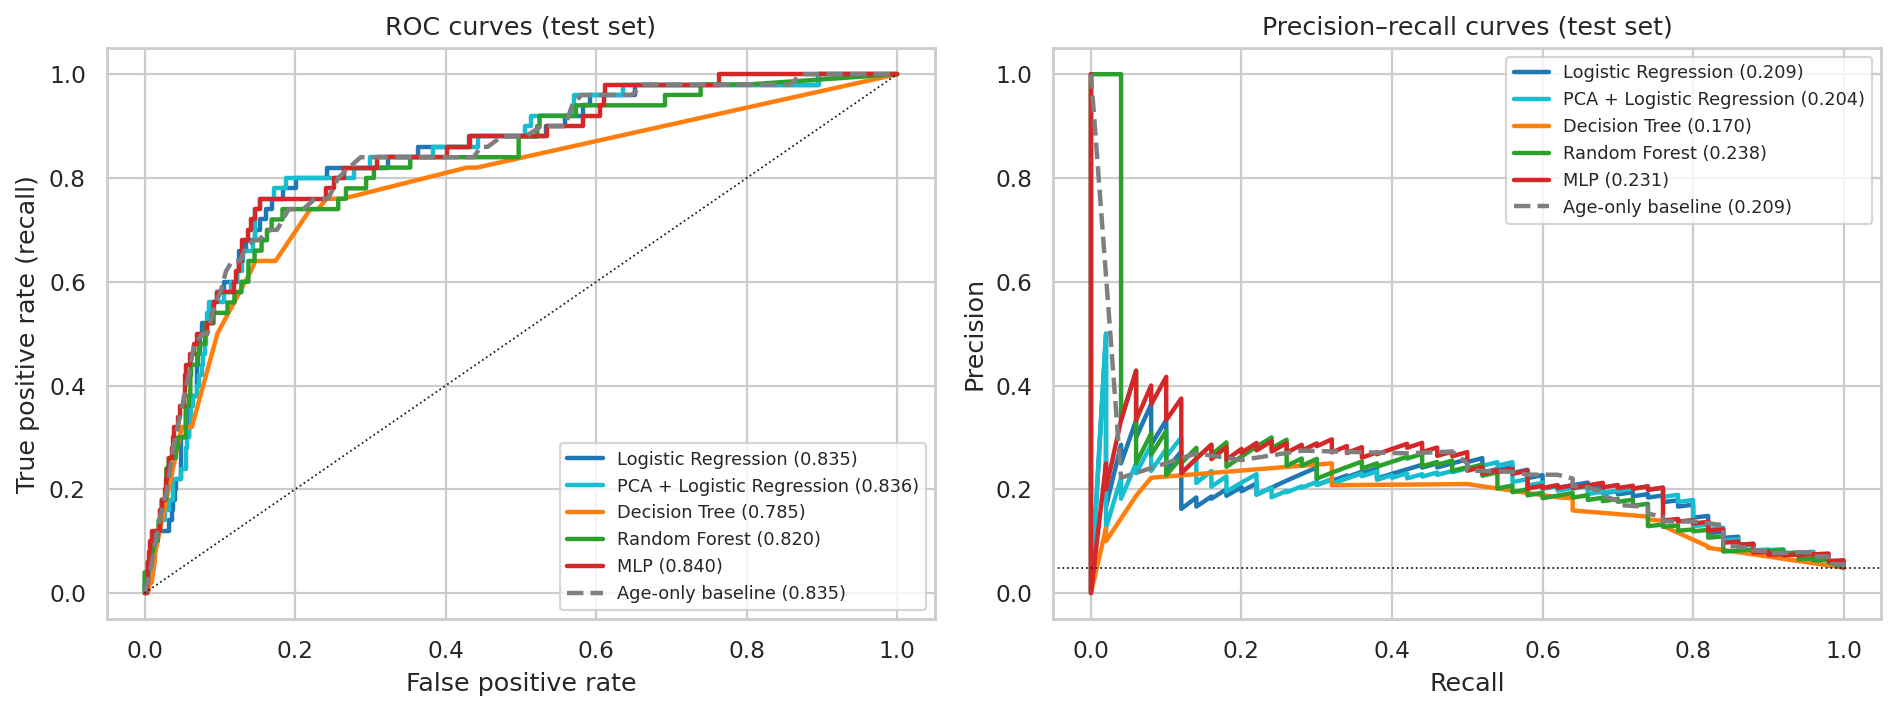 ROC curves (test set)
True positive rate (recall)
1.0
0.8
0.6
0.4
0.2
0.0
Logistic Regression (0.835)
PCA + Logistic Regression (0.836)
Decision Tree (0.785)
Random Forest (0.820)
MLP (0.840)
Age-only baseline (0.835)
0.0 0.2 0.4 0.6 0.8 1.0
False positive rate
Precision–recall curves (test set)
Precision
1.0
0.8
0.6
0.4
0.2
0.0
Logistic Regression (0.209)
PCA + Logistic Regression (0.204)
Decision Tree (0.170)
Random Forest (0.238)
MLP (0.231)
Age-only baseline (0.209)
0.0 0.2 0.4 0.6 0.8 1.0
Recall